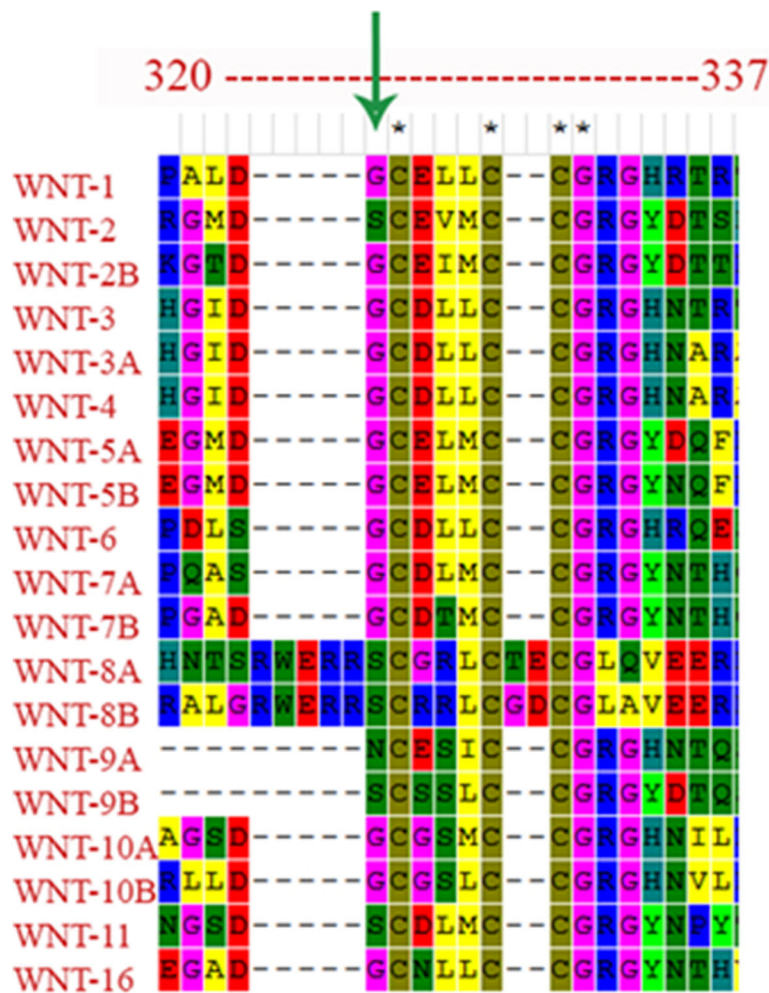 320 --------------------------------337
* * * *
WNT-1 PALD-----GCELLC--CGRGHRTR
WNT-2 RGMD-----SCEVMC--CGRGYDTS
WNT-2B KGTD-----GCEIMC--CGRGYDTT
WNT-3 HGID-----GCDLLC--CGRGHNTR
WNT-3A HGID-----GCDLLC--CGRGHNAR
WNT-4 HGID-----GCDLLC--CGRGHNAR
WNT-5A EGMD-----GCELMC--CGRGYDQF
WNT-5B EGMD-----GCELMC--CGRGYNQF
WNT-6 PDLS-----GCDLLC--CGRGHRQE
WNT-7A PQAS-----GCDLMC--CGRGYNTH
WNT-7B PGAD-----GCDTMC--CGRGYNTH
WNT-8A HNTSRWERRSCGRLCTECGLQVEER
WNT-8B RALGRWERRSCRRLCGDCGLAVEER
WNT-9A ---------NCESIC--CGRGHNTQ
WNT-9B ---------SCSSLC--CGRGYDTQ
WNT-10A AGSD-----GCGSMC--CGRGHNIL
WNT-10B RLLD-----GCGSLC--CGRGHNVL
WNT-11 NGSD-----SCDLMC--CGRGYNPY
WNT-16 EGAD-----GCNLLC--CGRGYNTH